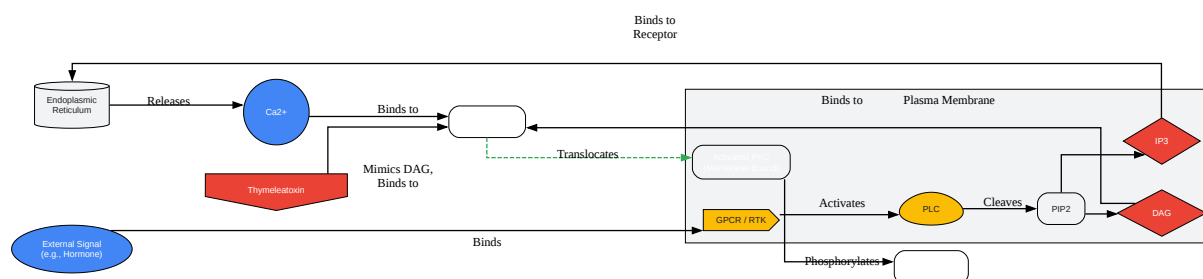 Binds to
Receptor
Endoplasmic
Reticulum
Releases
Ca2+
Binds to
Binds to
Plasma Membrane
IP3
Translocates
Mimics DAG,
Binds to
Thymeleatoxin
Activates
PLC
Cleaves
PIP2
DAG
GPCR / RTK
External Signal
(e.g., Hormone)
Binds
Phosphorylates